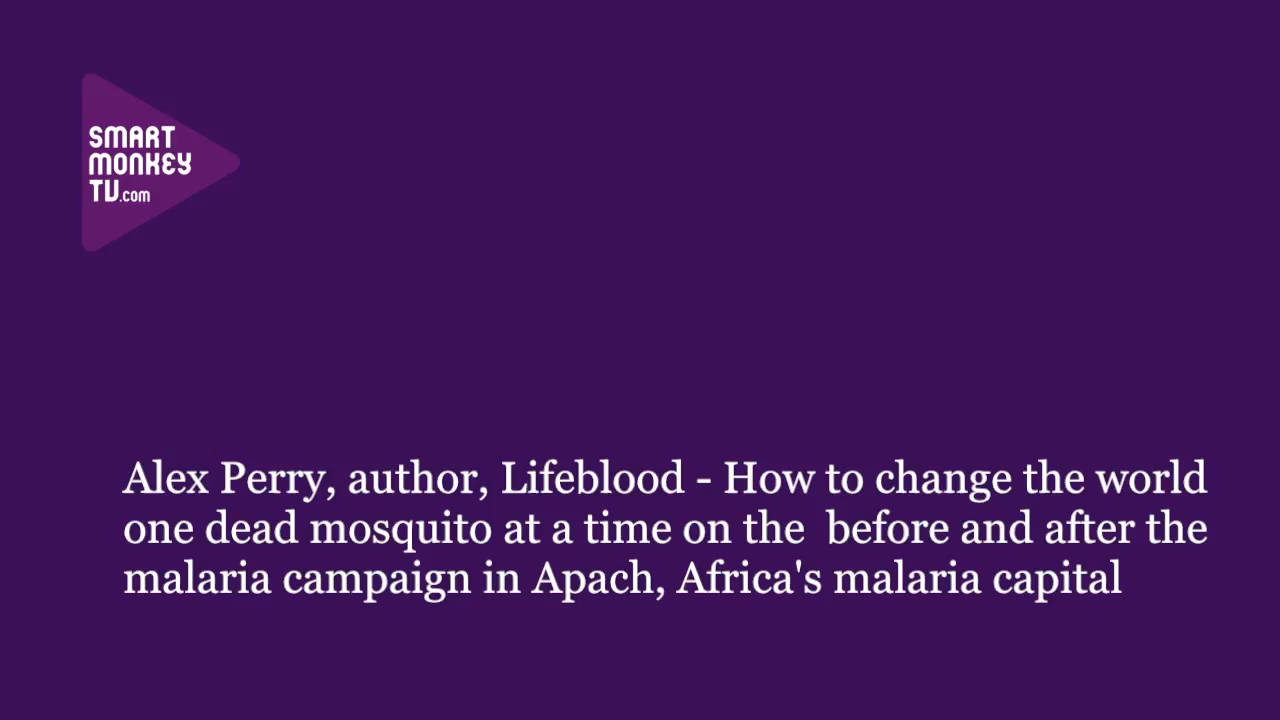 SMART
MONKEY
TV.com
Alex Perry, author, Lifeblood - How to change the world
one dead mosquito at a time on the  before and after the
malaria campaign in Apach, Africa's malaria capital